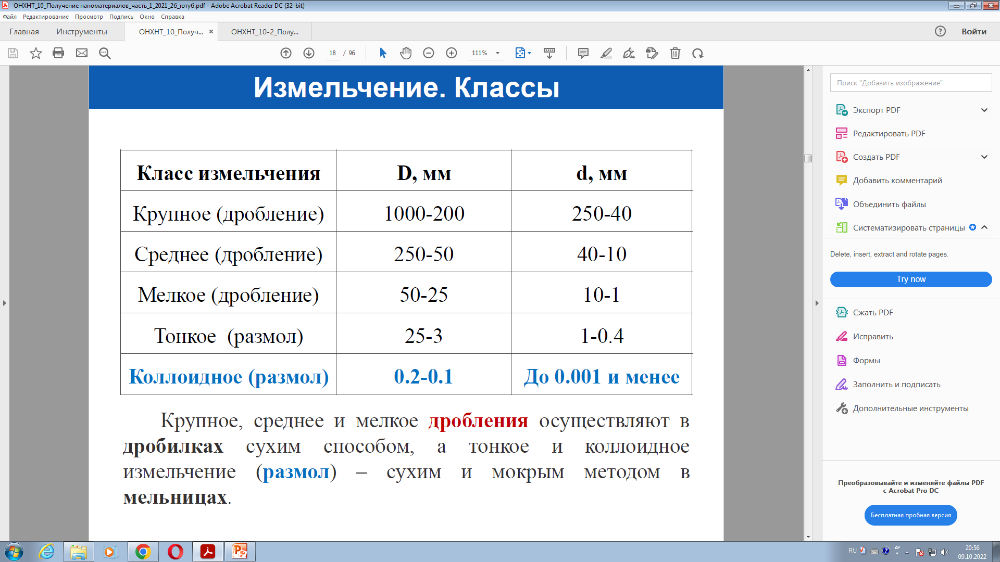 ОНХНТ_10_Получение наноматериалов_часть_1_2021_26_ютуб.pdf - Adobe Acrobat Reader DC (32-bit)
Файл Редактирование Просмотр Подпись Окно Справка
Главная Инструменты ОНХНТ_10_Получ... × ОНХНТ_10-2_Полу... Войти
18 / 96 111%
Измельчение. Классы
Класс измельчения D, мм d, мм
Крупное (дробление) 1000-200 250-40
Среднее (дробление) 250-50 40-10
Мелкое (дробление) 50-25 10-1
Тонкое (размол) 25-3 1-0.4
Коллоидное (размол) 0.2-0.1 До 0.001 и менее
Крупное, среднее и мелкое дробления осуществляют в
дробилках сухим способом, а тонкое и коллоидное
измельчение (размол) – сухим и мокрым методом в
мельницах.
Поиск "Добавить изображение"
Экспорт PDF
Редактировать PDF
Создать PDF
Добавить комментарий
Объединить файлы
Систематизировать страницы
Delete, insert, extract and rotate pages.
Try now
Сжать PDF
Исправить
Формы
Заполнить и подписать
Дополнительные инструменты
Преобразовывайте и изменяйте файлы PDF
с Acrobat Pro DC
Бесплатная пробная версия
RU 20:56
09.10.2022